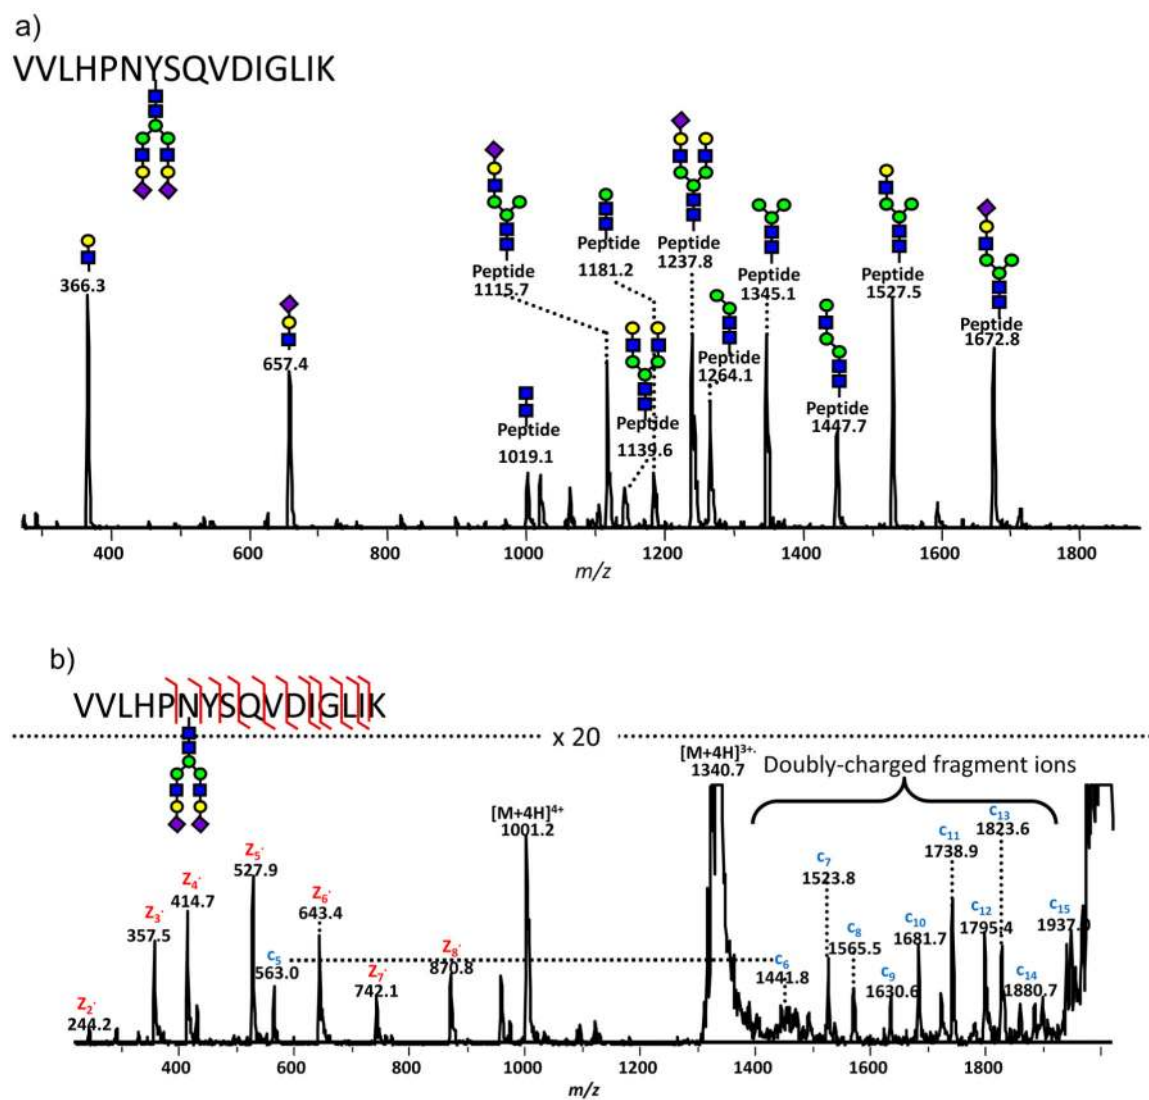 a)
VVLHPNYSQVDIGLIK
366.3
657.4
Peptide
1019.1
Peptide
1115.7
Peptide
1181.2
Peptide
1139.6
Peptide
1237.8
Peptide
1264.1
Peptide
1345.1
Peptide
1447.7
Peptide
1527.5
Peptide
1672.8
400 600 800 1000 1200 1400 1600 1800
m/z
b)
VVLHPNYSQVDIGLIK
x 20
[M+4H]3+·
1340.7
Doubly-charged fragment ions
[M+4H]4+
1001.2
Z2·
244.2
Z3·
357.5
Z4·
414.7
Z5·
527.9
c5
563.0
Z6·
643.4
Z7·
742.1
Z8·
870.8
c6
1441.8
c7
1523.8
c8
1565.5
c9
1630.6
c10
1681.7
c11
1738.9
c12
1795.4
c13
1823.6
c14
1880.7
c15
1937.0
400 600 800 1000 1200 1400 1600 1800 2000
m/z